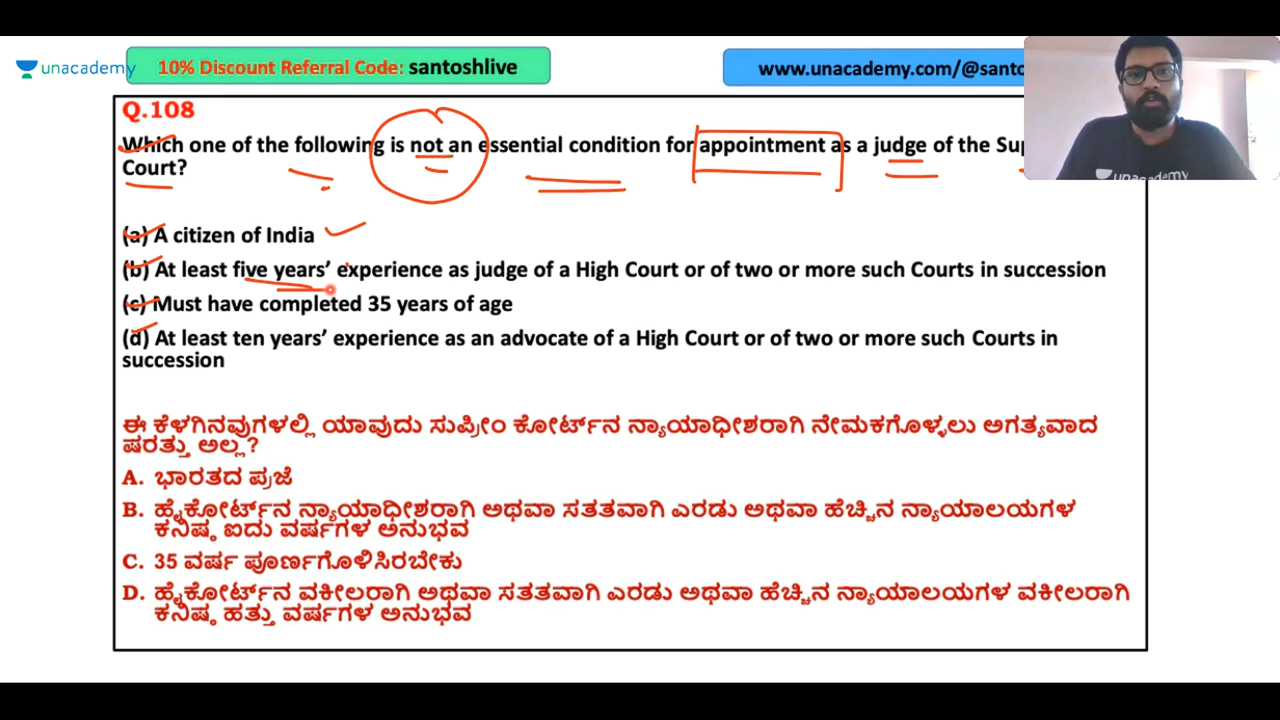 unacademy
10% Discount Referral Code: santoshlive
www.unacademy.com/@santo
Q.108
Which one of the following is not an essential condition for appointment as a judge of the Sup
Court?
unacademy
(a) A citizen of India
(b) At least five years’ experience as judge of a High Court or of two or more such Courts in succession
(c) Must have completed 35 years of age
(d) At least ten years’ experience as an advocate of a High Court or of two or more such Courts in
succession
ಈ ಕೆಳಗಿನವುಗಳಲ್ಲಿ ಯಾವುದು ಸುಪ್ರೀಂ ಕೋರ್ಟ್‌ನ ನ್ಯಾಯಾಧೀಶರಾಗಿ ನೇಮಕಗೊಳ್ಳಲು ಅಗತ್ಯವಾದ
ಷರತ್ತು ಅಲ್ಲ?
A. ಭಾರತದ ಪ್ರಜೆ
B. ಹೈಕೋರ್ಟ್‌ನ ನ್ಯಾಯಾಧೀಶರಾಗಿ ಅಥವಾ ಸತತವಾಗಿ ಎರಡು ಅಥವಾ ಹೆಚ್ಚಿನ ನ್ಯಾಯಾಲಯಗಳ
ಕನಿಷ್ಠ ಐದು ವರ್ಷಗಳ ಅನುಭವ
C. 35 ವರ್ಷ ಪೂರ್ಣಗೊಳಿಸಿರಬೇಕು
D. ಹೈಕೋರ್ಟ್‌ನ ವಕೀಲರಾಗಿ ಅಥವಾ ಸತತವಾಗಿ ಎರಡು ಅಥವಾ ಹೆಚ್ಚಿನ ನ್ಯಾಯಾಲಯಗಳ ವಕೀಲರಾಗಿ
ಕನಿಷ್ಠ ಹತ್ತು ವರ್ಷಗಳ ಅನುಭವ